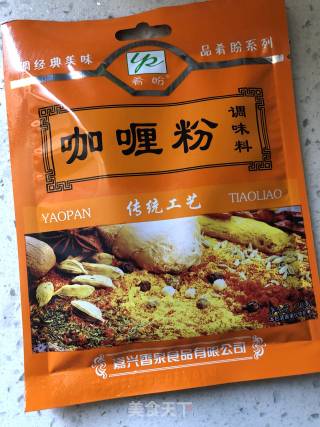 调经典美味
品肴盼系列
yp
肴盼®
咖喱粉
调味料
YAOPAN
传统工艺
TIAOLIAO
嘉兴香泉食品有限公司
美食天下